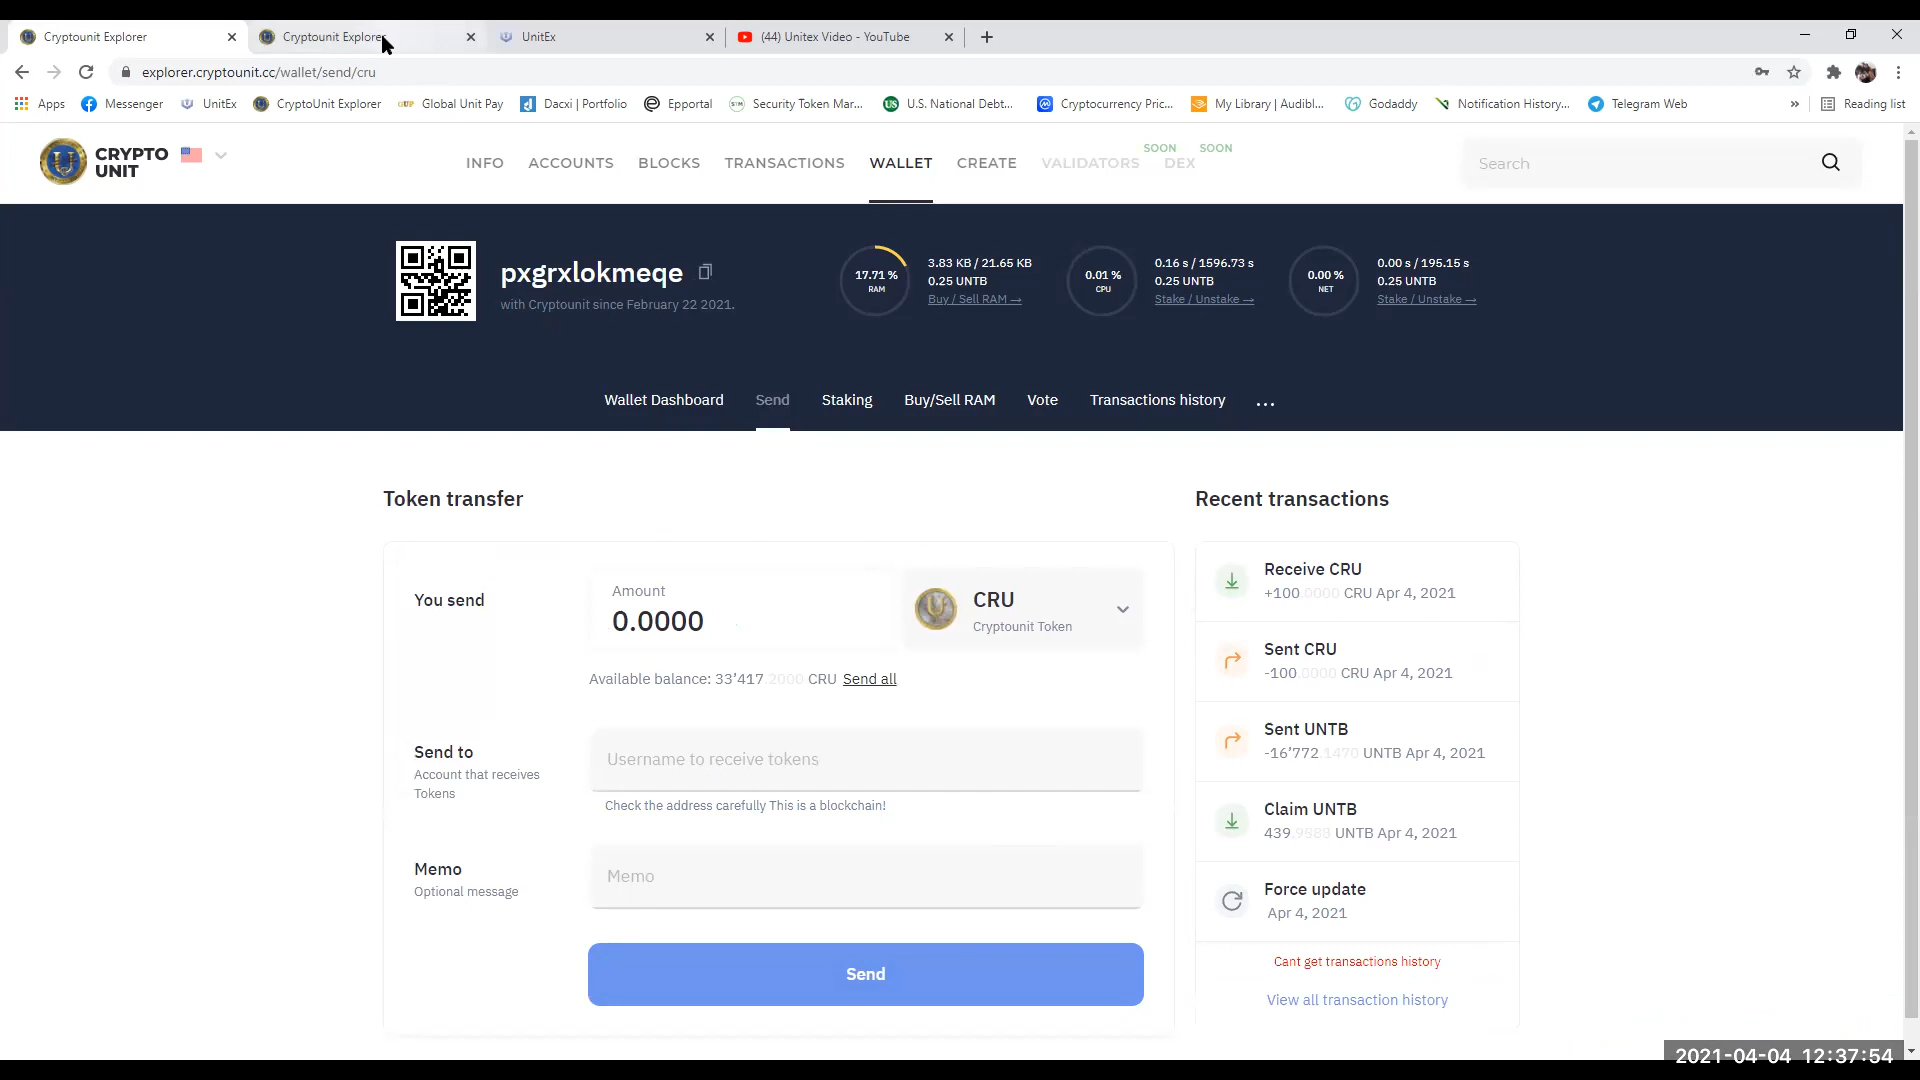 Cryptounit Explorer
Cryptounit Explorer
UnitEx
(44) Unitex Video - YouTube
explorer.cryptounit.cc/wallet/send/cru
Apps
Messenger
UnitEx
CryptoUnit Explorer
Global Unit Pay
Dacxi | Portfolio
Epportal
Security Token Mar...
U.S. National Debt...
Cryptocurrency Pric...
My Library | Audibl...
Godaddy
Notification History...
Telegram Web
»
Reading list
CRYPTO
UNIT
INFO
ACCOUNTS
BLOCKS
TRANSACTIONS
WALLET
CREATE
VALIDATORS
SOON
DEX
SOON
Search
pxgrxlokmeqe
with Cryptounit since February 22 2021.
17.71 %
RAM
3.83 KB / 21.65 KB
0.25 UNTB
Buy / Sell RAM →
0.01 %
CPU
0.16 s / 1596.73 s
0.25 UNTB
Stake / Unstake →
0.00 %
NET
0.00 s / 195.15 s
0.25 UNTB
Stake / Unstake →
Wallet Dashboard
Send
Staking
Buy/Sell RAM
Vote
Transactions history
...
Token transfer
You send
Amount
0.0000
CRU
Cryptounit Token
Available balance: 33’417.2000 CRU Send all
Send to
Account that receives
Tokens
Username to receive tokens
Check the address carefully This is a blockchain!
Memo
Optional message
Memo
Send
Recent transactions
Receive CRU
+100.0000 CRU Apr 4, 2021
Sent CRU
-100.0000 CRU Apr 4, 2021
Sent UNTB
-16’772.1470 UNTB Apr 4, 2021
Claim UNTB
439.9888 UNTB Apr 4, 2021
Force update
Apr 4, 2021
Cant get transactions history
View all transaction history
2021-04-04 12:37:54